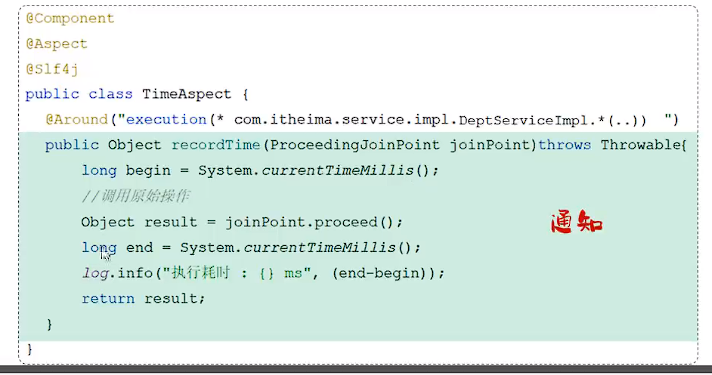 @Component
@Aspect
@Slf4j
public class TimeAspect {
@Around("execution(* com.itheima.service.impl.DeptServiceImpl.*(..)) ")
public Object recordTime(ProceedingJoinPoint joinPoint)throws Throwable{
long begin = System.currentTimeMillis();
//调用原始操作
Object result = joinPoint.proceed();
通知
long end = System.currentTimeMillis();
log.info("执行耗时 : {} ms", (end-begin));
return result;
}
}